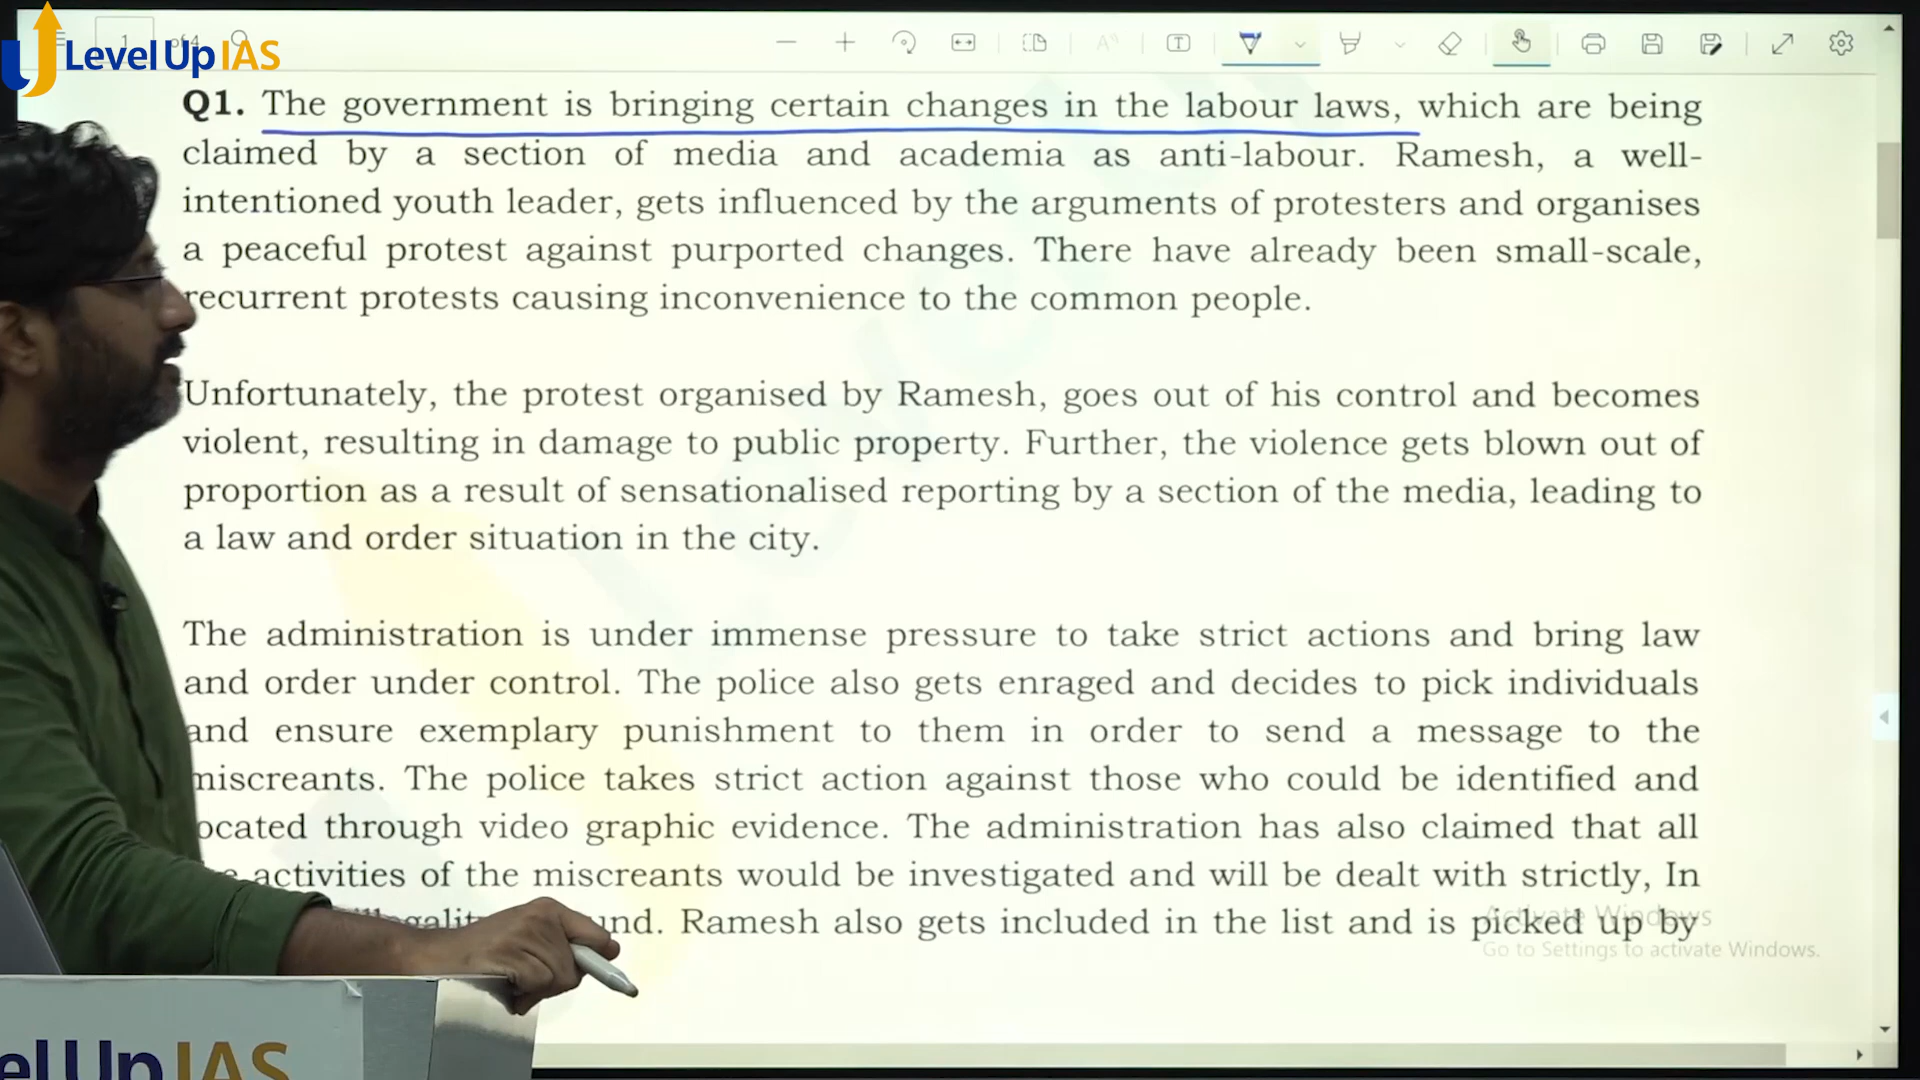 Level Up IAS
1 of 4
Q1. The government is bringing certain changes in the labour laws, which are being
claimed by a section of media and academia as anti-labour. Ramesh, a well-
intentioned youth leader, gets influenced by the arguments of protesters and organises
a peaceful protest against purported changes. There have already been small-scale,
recurrent protests causing inconvenience to the common people.
Unfortunately, the protest organised by Ramesh, goes out of his control and becomes
violent, resulting in damage to public property. Further, the violence gets blown out of
proportion as a result of sensationalised reporting by a section of the media, leading to
a law and order situation in the city.
The administration is under immense pressure to take strict actions and bring law
and order under control. The police also gets enraged and decides to pick individuals
and ensure exemplary punishment to them in order to send a message to the
miscreants. The police takes strict action against those who could be identified and
located through video graphic evidence. The administration has also claimed that all
activities of the miscreants would be investigated and will be dealt with strictly, In
Ramesh also gets included in the list and is picked up by
Activate Windows
Go to Settings to activate Windows.
el Up IAS